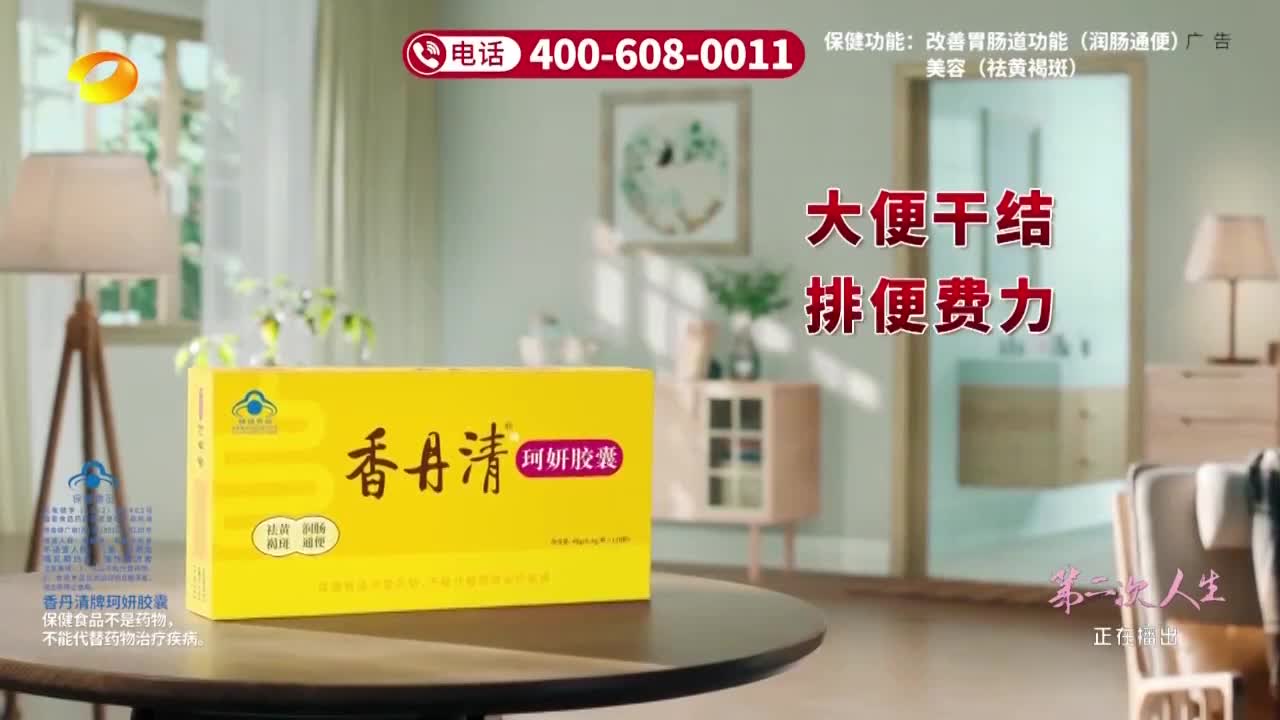 电话 400-608-0011
保健功能：改善胃肠道功能（润肠通便）
美容（祛黄褐斑）
广告
大便干结
排便费力
香丹清
珂妍胶囊
祛黄
褐斑
润肠
通便
香丹清牌珂妍胶囊
保健食品不是药物，
不能代替药物治疗疾病。
第二次人生
正在播出